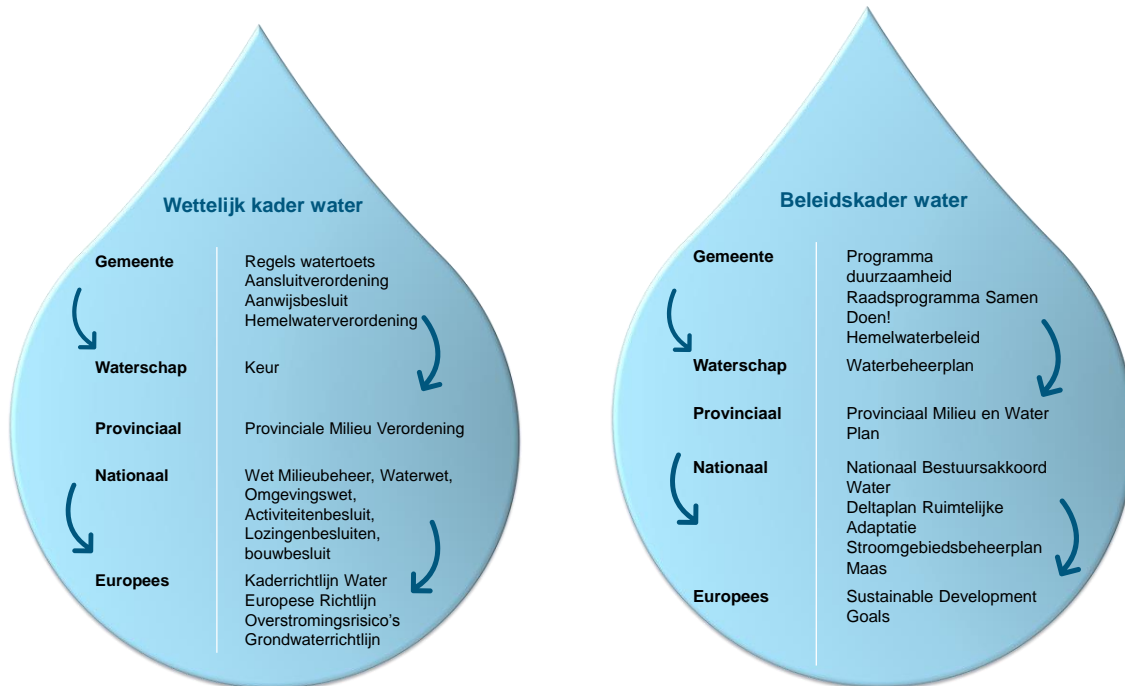 Wettelijk kader water
Gemeente
Regels watertoets
Aansluitverordening
Aanwijsbesluit
Hemelwaterverordening
Waterschap
Keur
Provinciaal
Provinciale Milieu Verordening
Nationaal
Wet Milieubeheer, Waterwet,
Omgevingswet,
Activiteitenbesluit,
Lozingenbesluiten,
bouwbesluit
Europees
Kaderrichtlijn Water
Europese Richtlijn
Overstromingsrisico's
Grondwaterrichtlijn
Beleidskader water
Gemeente
Programma
duurzaamheid
Raadsprogramma Samen
Doen!
Hemelwaterbeleid
Waterschap
Waterbeheerplan
Provinciaal
Provinciaal Milieu en Water
Plan
Nationaal
Nationaal Bestuursakkoord
Water
Deltaplan Ruimtelijke
Adaptatie
Stroomgebiedsbeheerplan
Maas
Europees
Sustainable Development
Goals